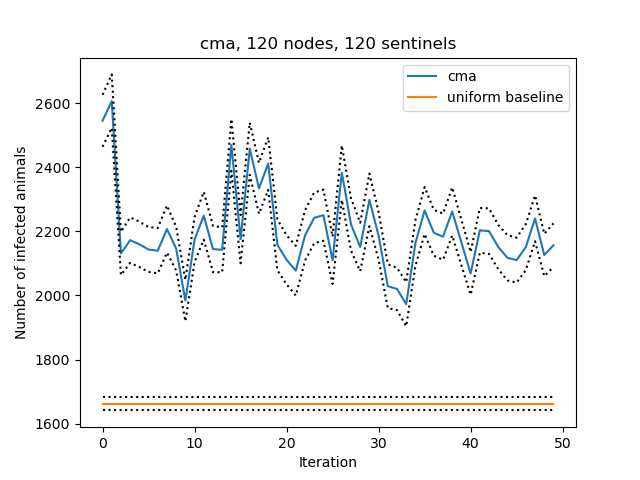 cma, 120 nodes, 120 sentinels
cma
uniform baseline
Number of infected animals
2600
2400
2200
2000
1800
1600
0 10 20 30 40 50
Iteration